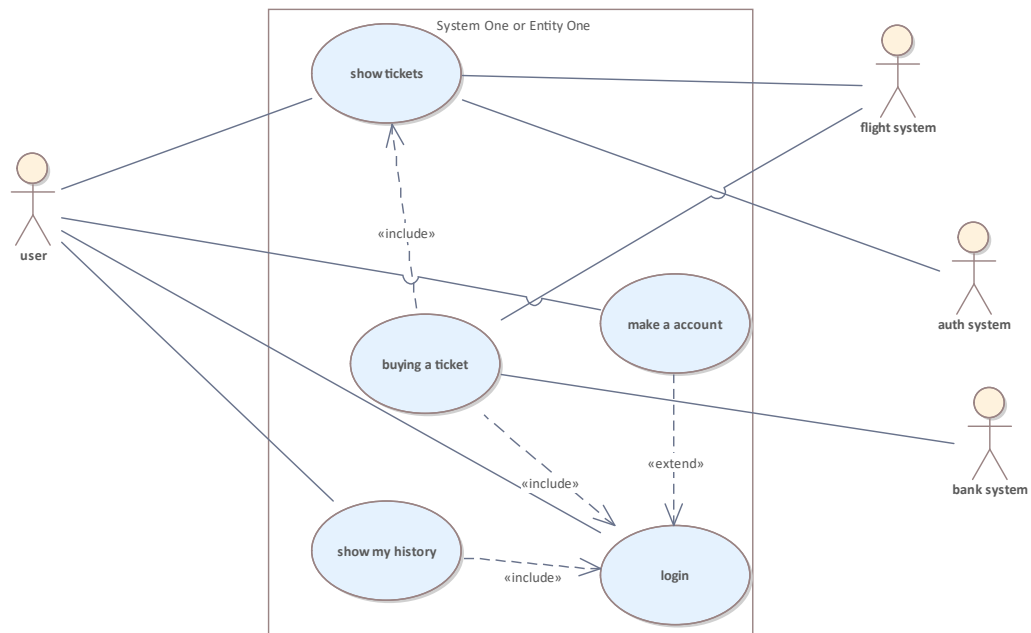 System One or Entity One
show tickets
flight system
user
«include»
auth system
make a account
buying a ticket
bank system
«extend»
«include»
show my history
login
«include»